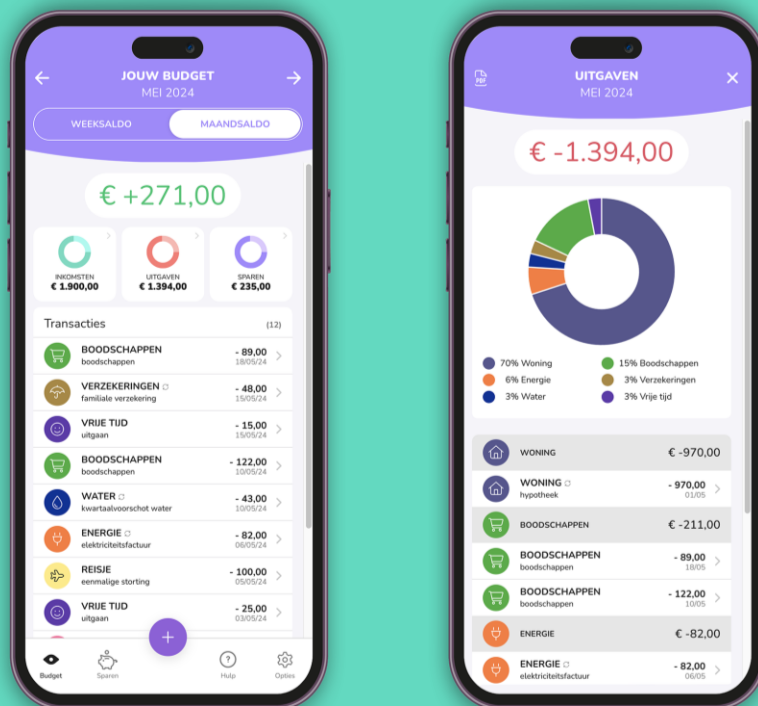 JOUW BUDGET
MEI 2024
WEEKSALDO
MAANDSALDO
€ +271,00
INKOMSTEN
€ 1.900,00
UITGAVEN
€ 1.394,00
SPAREN
€ 235,00
Transacties (12)
BOODSCHAPPEN - 89,00
boodschappen 18/05/24
VERZEKERINGEN - 48,00
familiale verzekering 15/05/24
VRIJE TIJD - 15,00
uitgaan 15/05/24
BOODSCHAPPEN - 122,00
boodschappen 10/05/24
WATER - 43,00
kwartaalvoorschot water 10/05/24
ENERGIE - 82,00
elektriciteitsfactuur 06/05/24
REISJE - 100,00
eenmalige storting 05/05/24
VRIJE TIJD - 25,00
uitgaan 03/05/24
+
Budget
Sparen
?
Hulp
Opties
PDF
UITGAVEN
MEI 2024
€ -1.394,00
70% Woning
15% Boodschappen
6% Energie
3% Verzekeringen
3% Water
3% Vrije tijd
WONING € -970,00
WONING - 970,00
hypotheek 01/05
BOODSCHAPPEN € -211,00
BOODSCHAPPEN - 89,00
boodschappen 18/05
BOODSCHAPPEN - 122,00
boodschappen 10/05
ENERGIE € -82,00
ENERGIE - 82,00
elektriciteitsfactuur 06/05